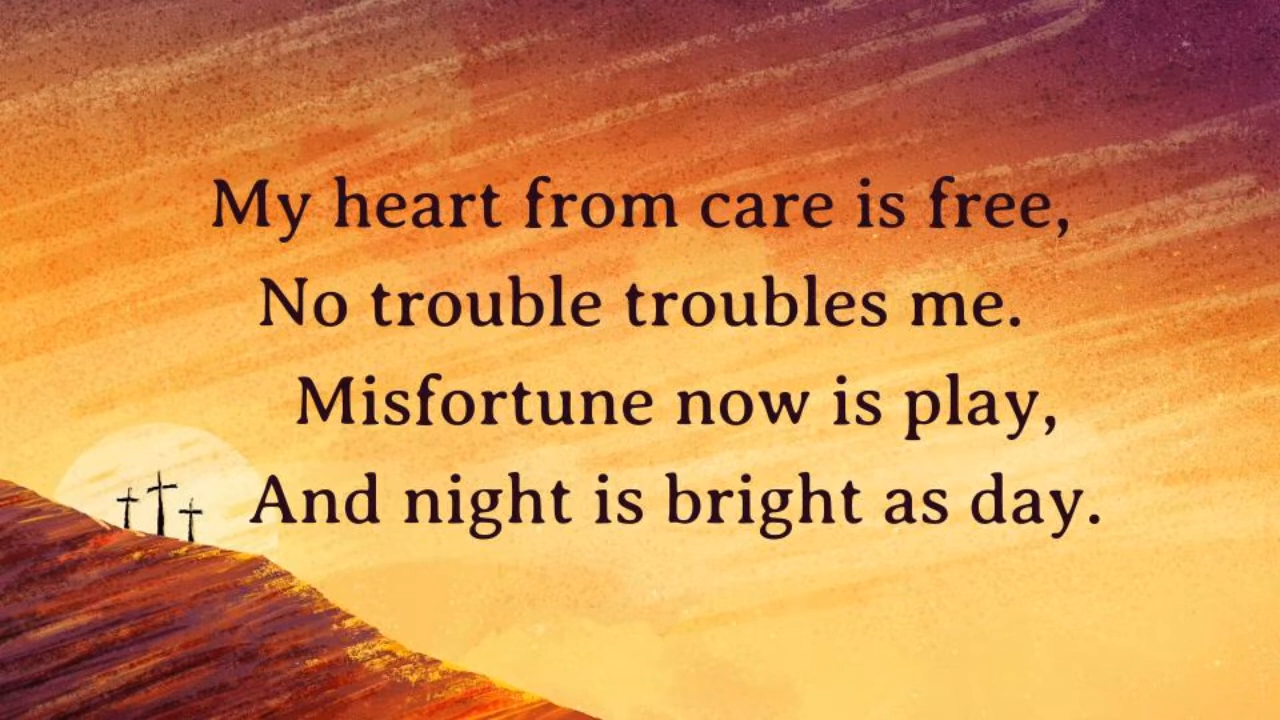 My heart from care is free,
No trouble troubles me.
Misfortune now is play,
And night is bright as day.